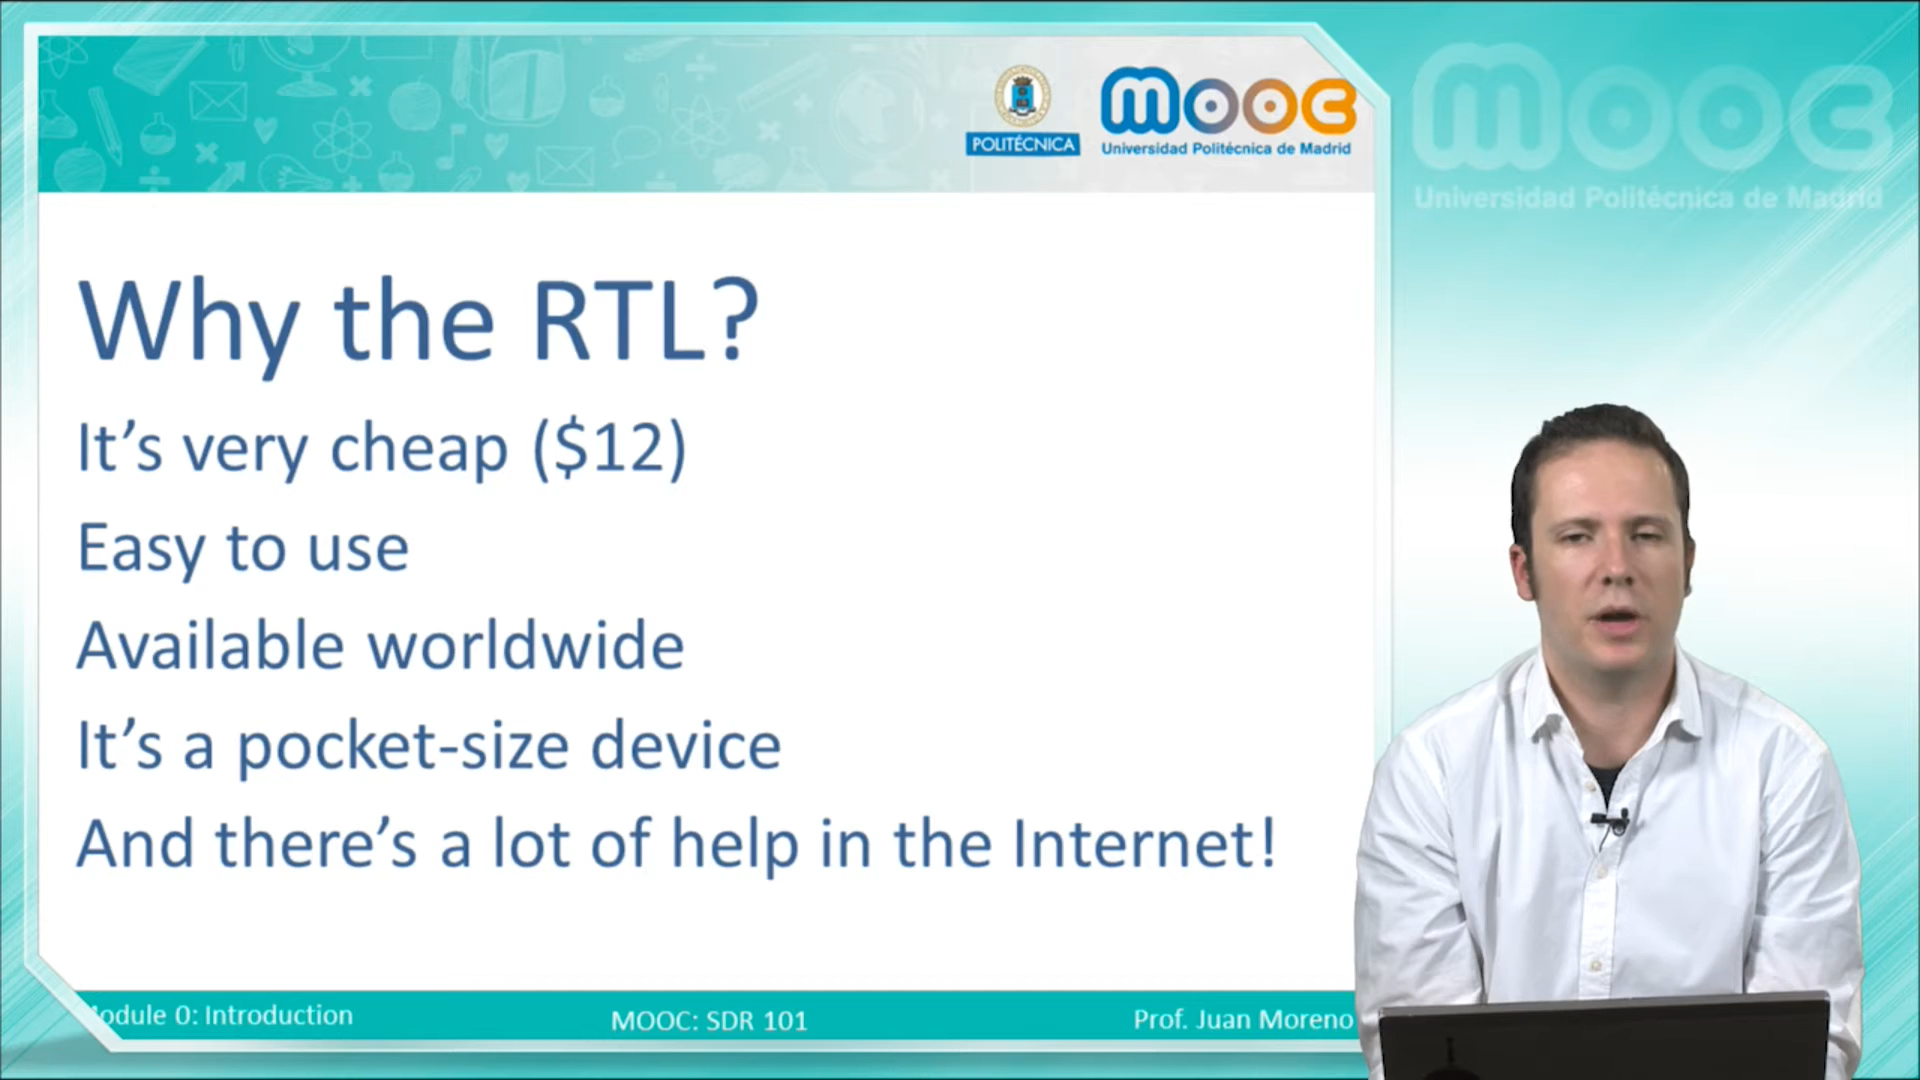 POLITÉCNICA
mooc
Universidad Politécnica de Madrid
mooc
Universidad Politécnica de Madrid
Why the RTL?
It's very cheap ($12)
Easy to use
Available worldwide
It's a pocket-size device
And there's a lot of help in the Internet!
Module 0: Introduction
MOOC: SDR 101
Prof. Juan Moreno